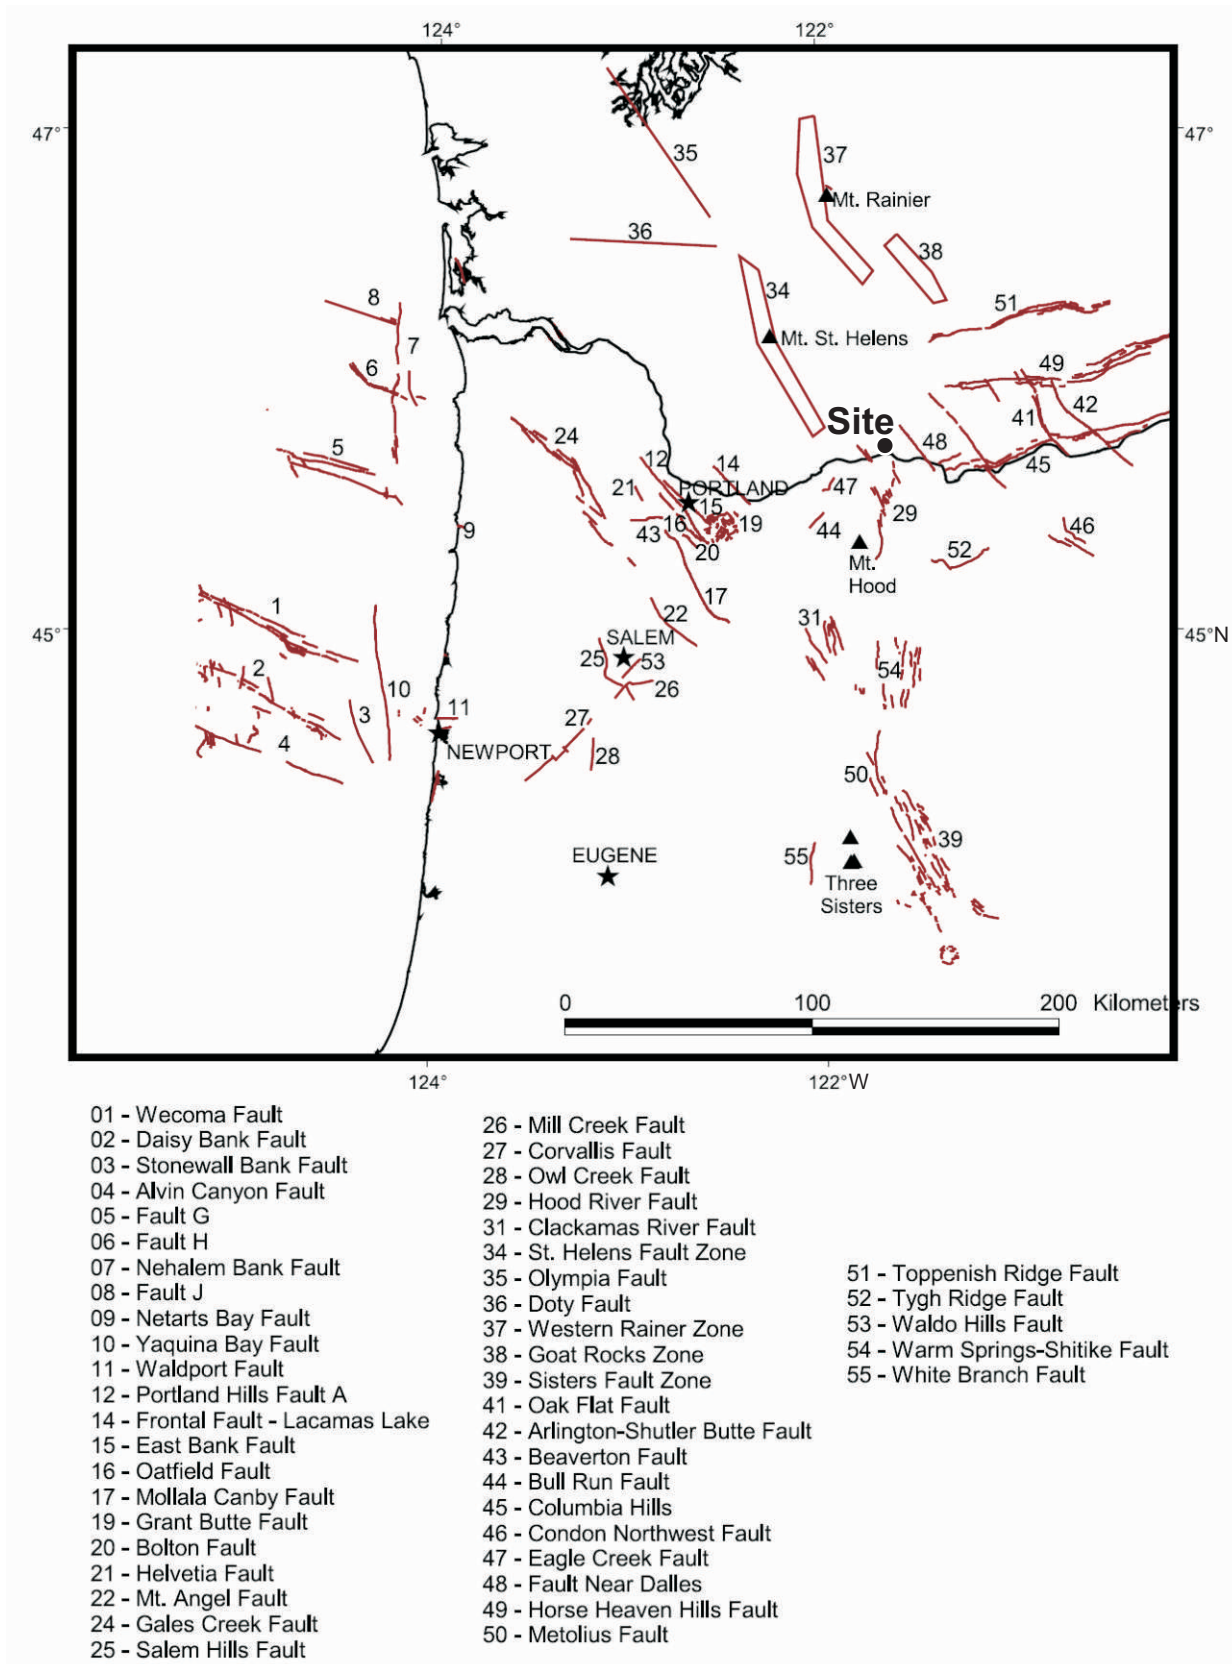 124°
122°
47°
47°
35
37
Mt. Rainier
36
38
34
8
51
Mt. St. Helens
7
6
49
41
42
Site
24
48
5
12
14
45
21
47
PORTLAND
15
29
9
16
19
44
46
43
20
52
Mt.
Hood
1
17
22
31
45°
45°N
SALEM
25
53
2
54
10
26
3
11
27
4
NEWPORT
28
50
39
EUGENE
55
Three
Sisters
0 100 200 Kilometers
124°
122°W
01 - Wecoma Fault
02 - Daisy Bank Fault
03 - Stonewall Bank Fault
04 - Alvin Canyon Fault
05 - Fault G
06 - Fault H
07 - Nehalem Bank Fault
08 - Fault J
09 - Netarts Bay Fault
10 - Yaquina Bay Fault
11 - Waldport Fault
12 - Portland Hills Fault A
14 - Frontal Fault - Lacamas Lake
15 - East Bank Fault
16 - Oatfield Fault
17 - Mollala Canby Fault
19 - Grant Butte Fault
20 - Bolton Fault
21 - Helvetia Fault
22 - Mt. Angel Fault
24 - Gales Creek Fault
25 - Salem Hills Fault
26 - Mill Creek Fault
27 - Corvallis Fault
28 - Owl Creek Fault
29 - Hood River Fault
31 - Clackamas River Fault
34 - St. Helens Fault Zone
35 - Olympia Fault
36 - Doty Fault
37 - Western Rainer Zone
38 - Goat Rocks Zone
39 - Sisters Fault Zone
41 - Oak Flat Fault
42 - Arlington-Shutler Butte Fault
43 - Beaverton Fault
44 - Bull Run Fault
45 - Columbia Hills
46 - Condon Northwest Fault
47 - Eagle Creek Fault
48 - Fault Near Dalles
49 - Horse Heaven Hills Fault
50 - Metolius Fault
51 - Toppenish Ridge Fault
52 - Tygh Ridge Fault
53 - Waldo Hills Fault
54 - Warm Springs-Shitike Fault
55 - White Branch Fault